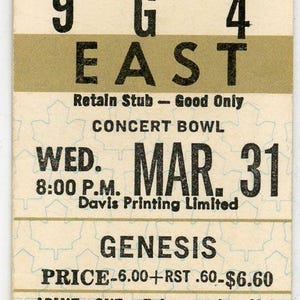 9 G 4
EAST
Retain Stub — Good Only
CONCERT BOWL
WED. MAR. 31
8:00 P.M.
Davis Printing Limited
GENESIS
PRICE-6.00+RST .60-$6.60